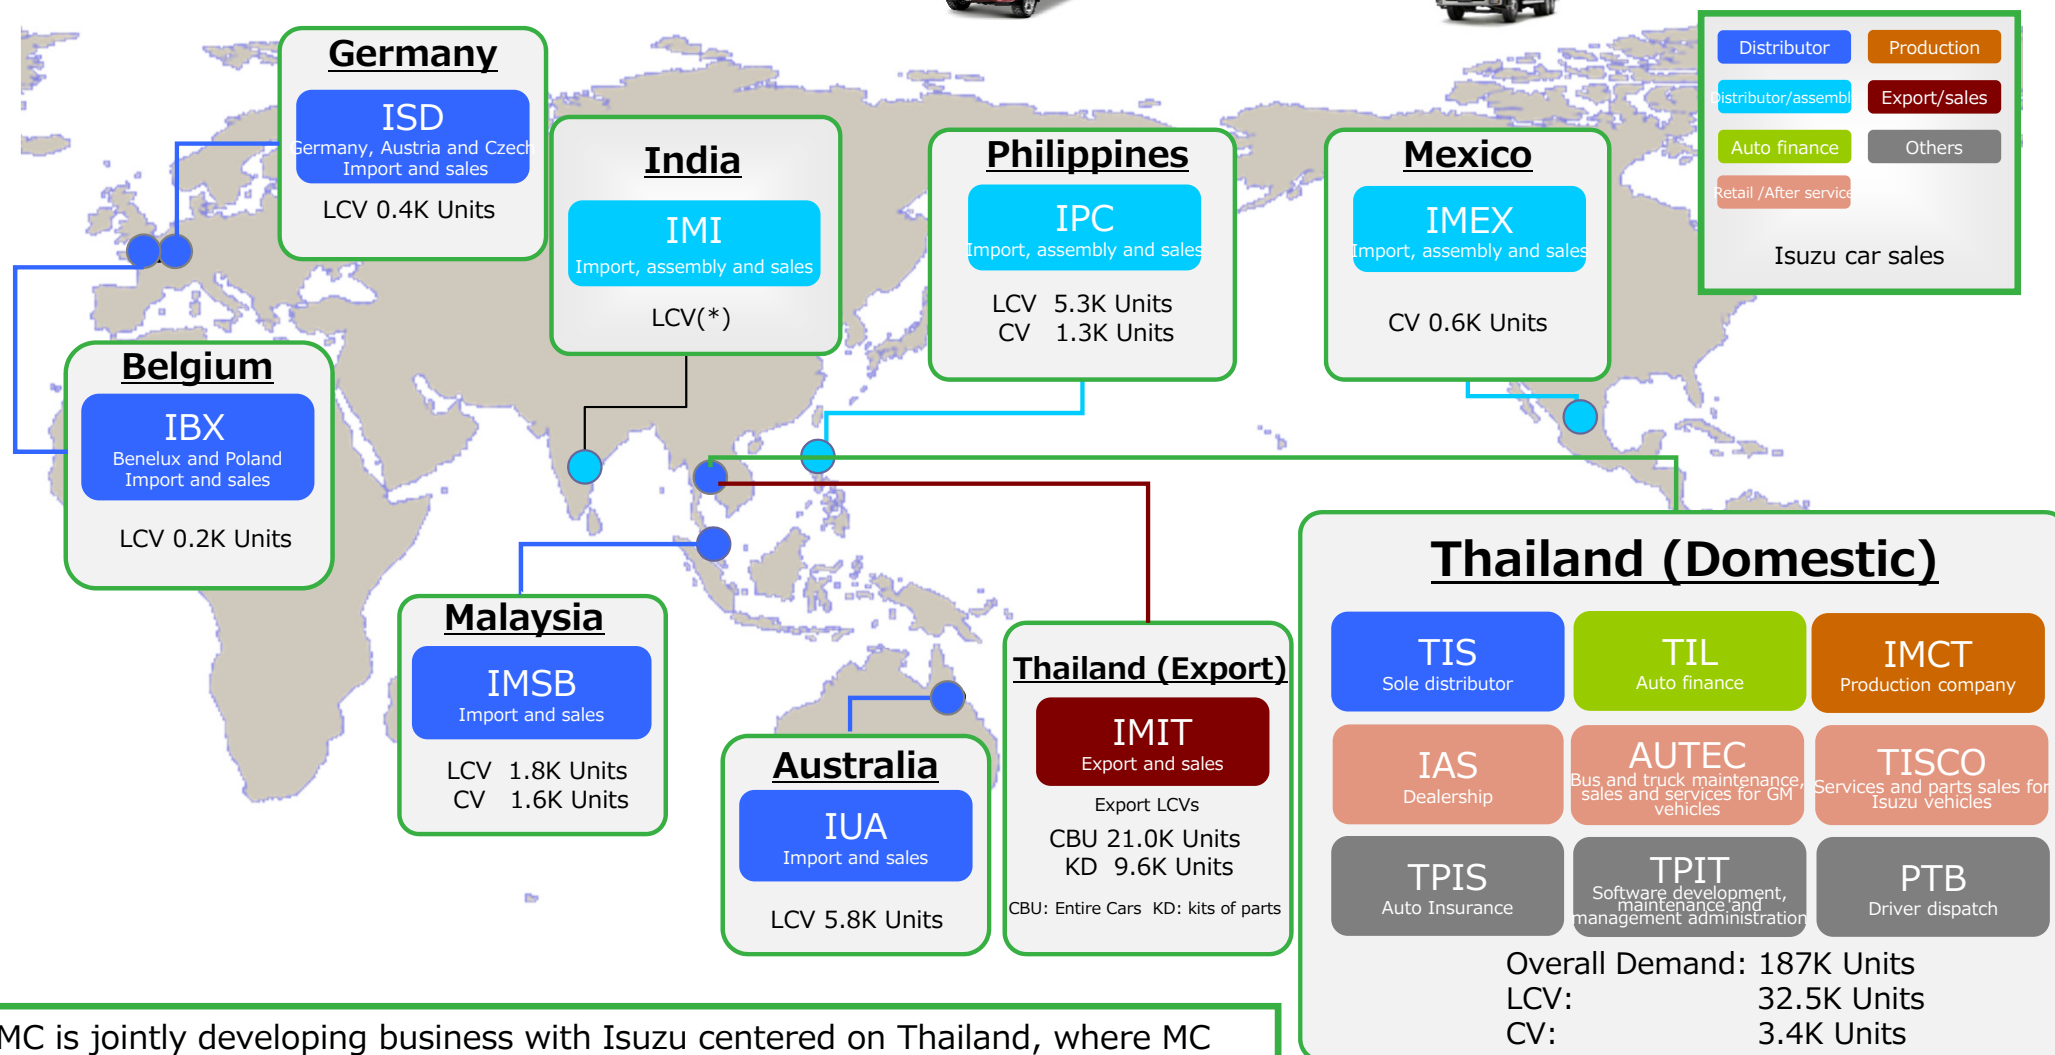 Germany
ISD
Germany, Austria and Czech
Import and sales
LCV 0.4K Units
India
IMI
Import, assembly and sales
LCV(*)
Philippines
IPC
Import, assembly and sales
LCV 5.3K Units
CV 1.3K Units
Mexico
IMEX
Import, assembly and sales
CV 0.6K Units
Distributor
Production
Distributor/assembly
Export/sales
Auto finance
Others
Retail /After service
Isuzu car sales
Belgium
IBX
Benelux and Poland
Import and sales
LCV 0.2K Units
Malaysia
IMSB
Import and sales
LCV 1.8K Units
CV 1.6K Units
Australia
IUA
Import and sales
LCV 5.8K Units
Thailand (Export)
IMIT
Export and sales
Export LCVs
CBU 21.0K Units
KD 9.6K Units
CBU: Entire Cars KD: kits of parts
Thailand (Domestic)
TIS
Sole distributor
TIL
Auto finance
IMCT
Production company
IAS
Dealership
AUTEC
Bus and truck maintenance,
sales and services for GM
vehicles
TISCO
Services and parts sales for
Isuzu vehicles
TPIS
Auto Insurance
TPIT
Software development,
maintenance and
management administration
PTB
Driver dispatch
Overall Demand: 187K Units
LCV: 32.5K Units
CV: 3.4K Units
MC is jointly developing business with Isuzu centered on Thailand, where MC